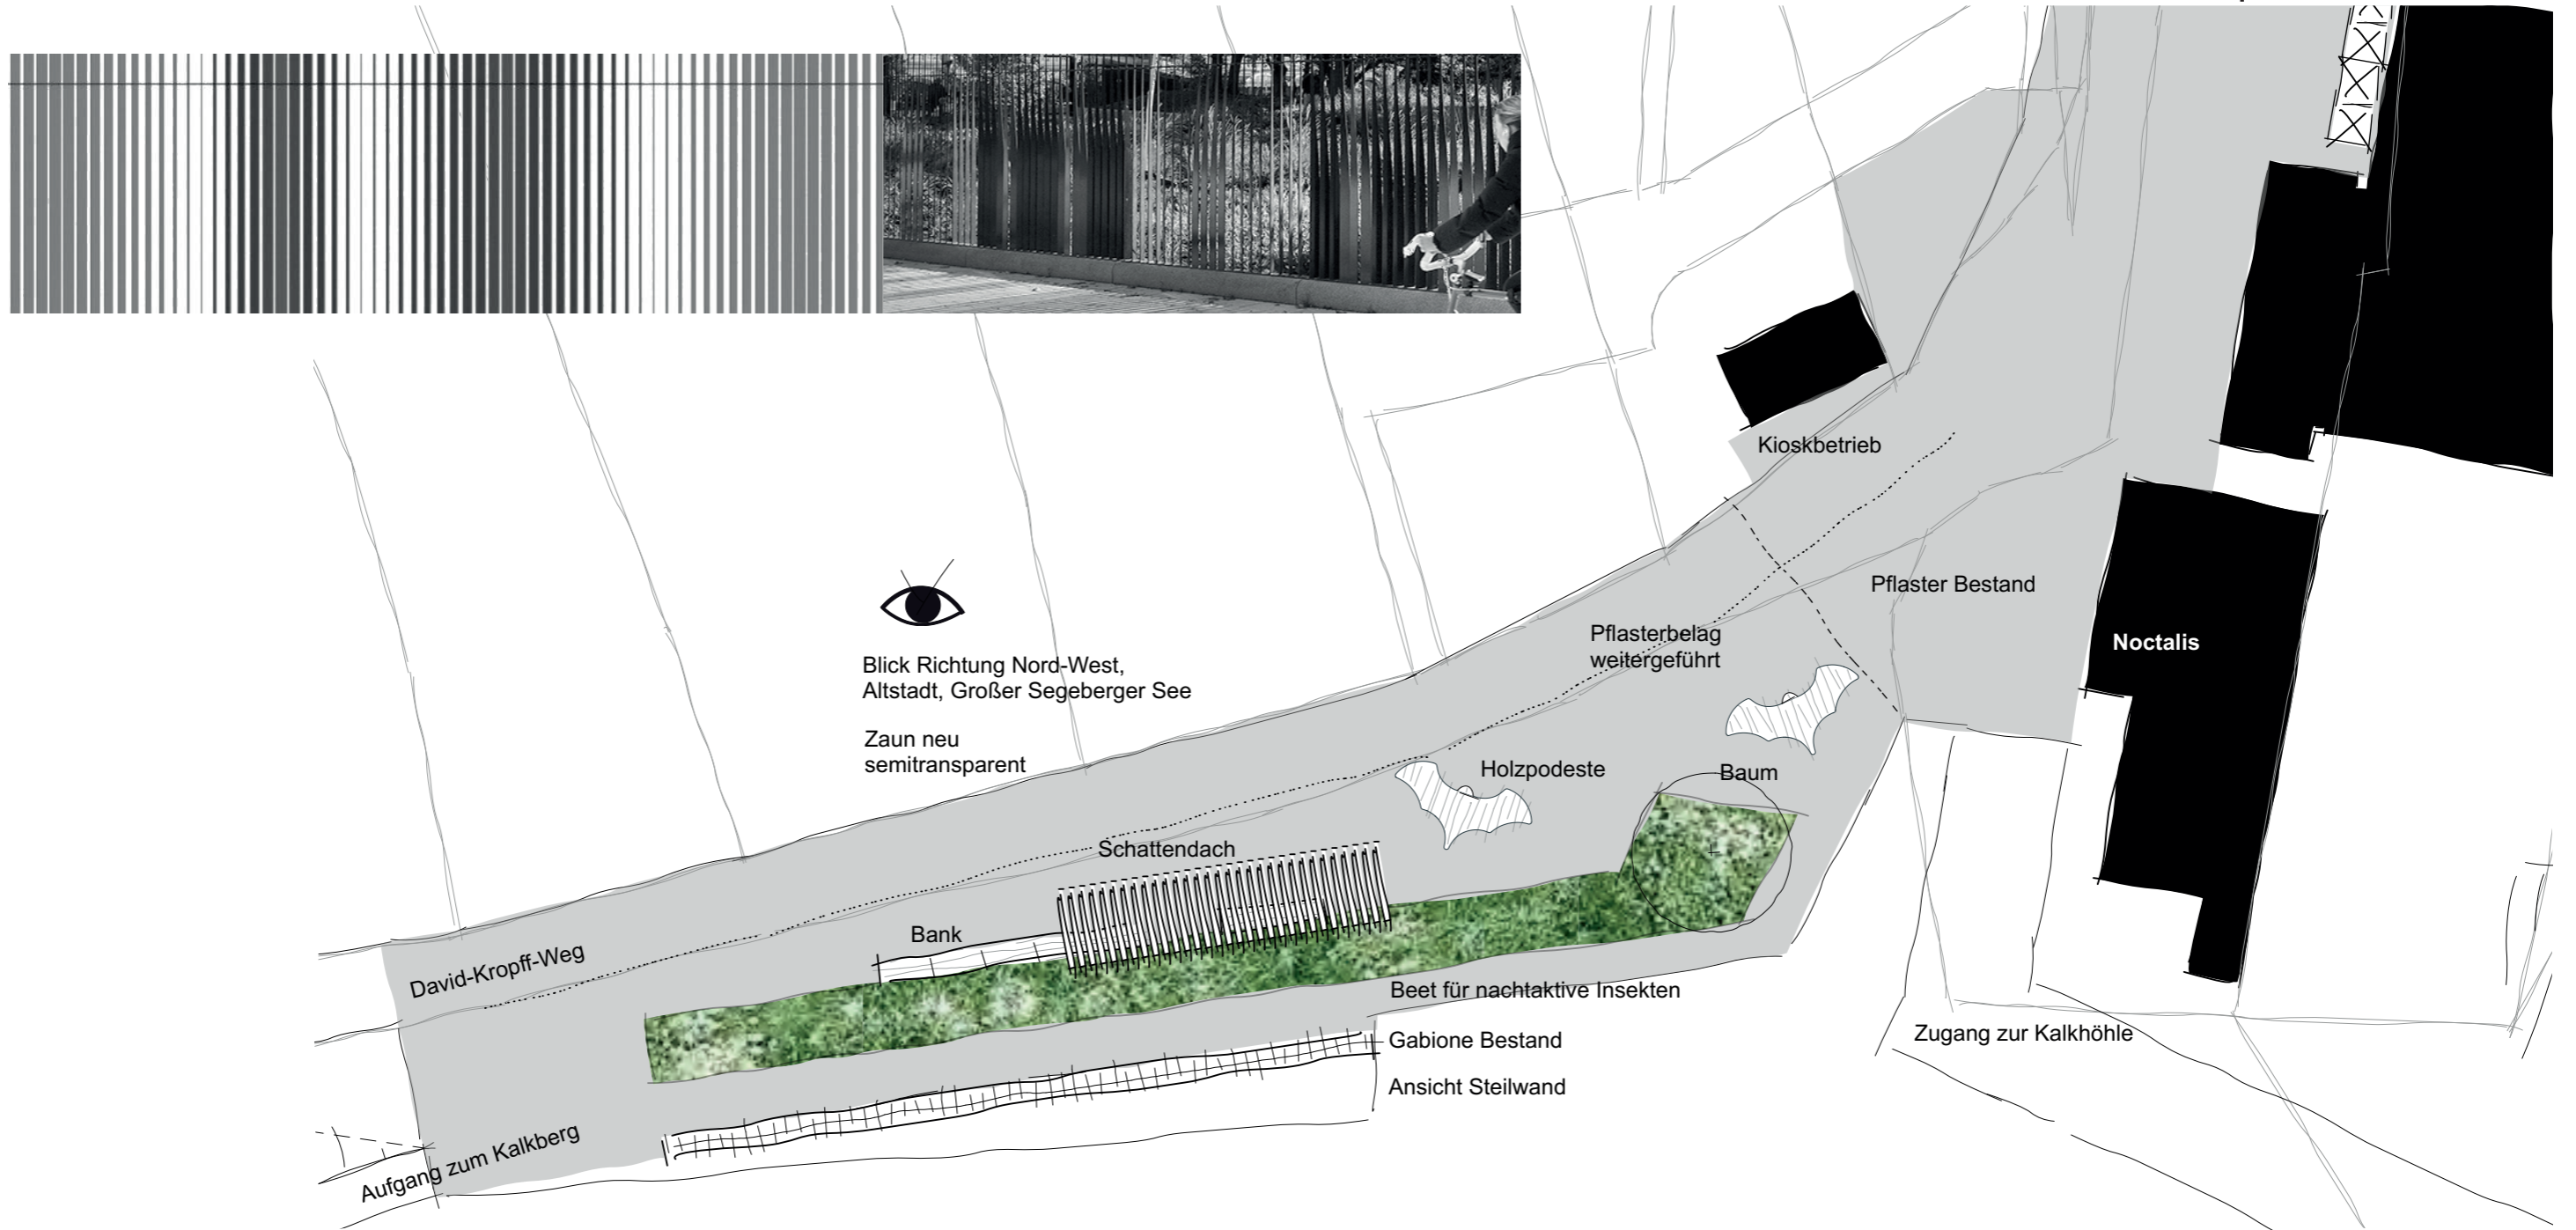 Kioskbetrieb
Pflaster Bestand
Pflasterbelag
weitergeführt
Noctalis
Blick Richtung Nord-West,
Altstadt, Großer Segeberger See
Zaun neu
semitransparent
Holzpodeste
Baum
Schattendach
Bank
David-Kropff-Weg
Beet für nachtaktive Insekten
Gabione Bestand
Zugang zur Kalkhöhle
Ansicht Steilwand
Aufgang zum Kalkberg